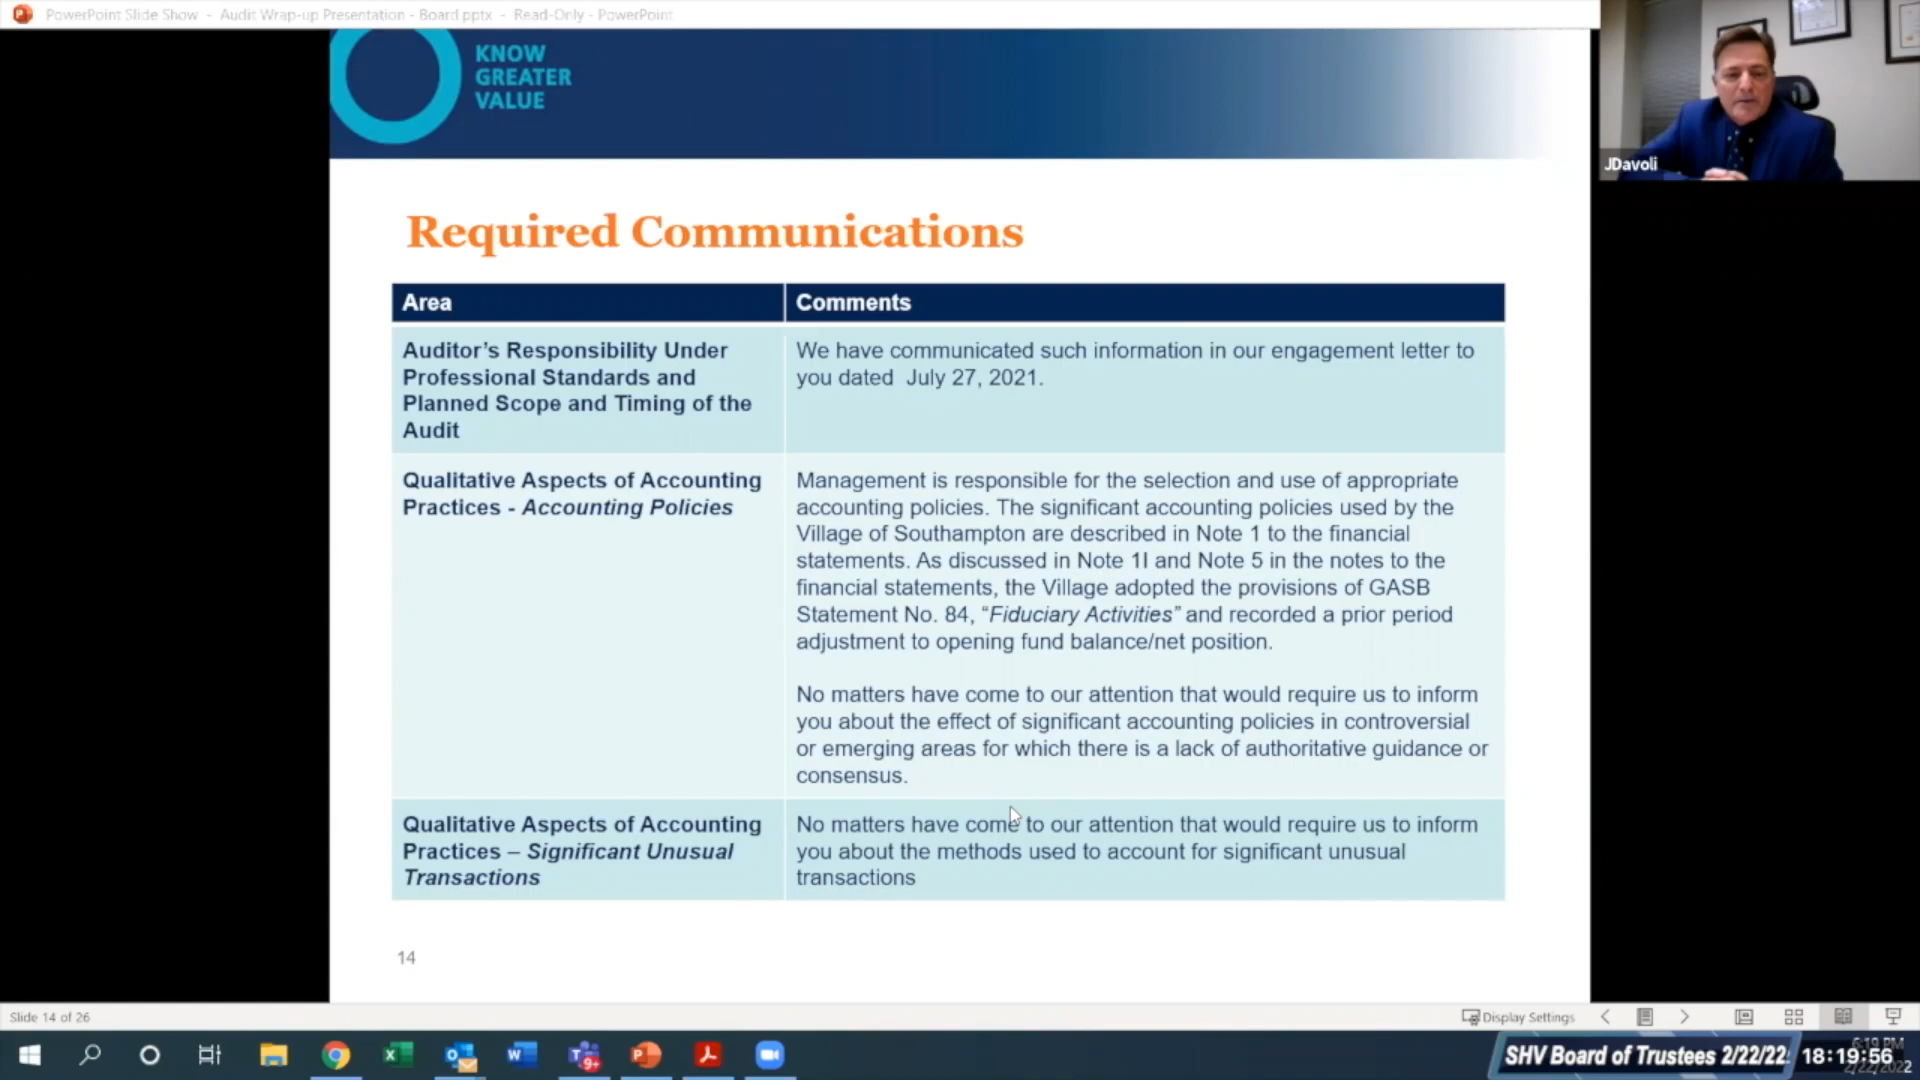 PowerPoint Slide Show - Audit Wrap-up Presentation - Board.pptx - Read-Only - PowerPoint
KNOW
GREATER
VALUE
JDavoli
Required Communications
Area
Comments
Auditor’s Responsibility Under
Professional Standards and
Planned Scope and Timing of the
Audit
We have communicated such information in our engagement letter to
you dated July 27, 2021.
Qualitative Aspects of Accounting
Practices - Accounting Policies
Management is responsible for the selection and use of appropriate
accounting policies. The significant accounting policies used by the
Village of Southampton are described in Note 1 to the financial
statements. As discussed in Note 1I and Note 5 in the notes to the
financial statements, the Village adopted the provisions of GASB
Statement No. 84, “Fiduciary Activities” and recorded a prior period
adjustment to opening fund balance/net position.
No matters have come to our attention that would require us to inform
you about the effect of significant accounting policies in controversial
or emerging areas for which there is a lack of authoritative guidance or
consensus.
Qualitative Aspects of Accounting
Practices – Significant Unusual
Transactions
No matters have come to our attention that would require us to inform
you about the methods used to account for significant unusual
transactions
14
Slide 14 of 26
Display Settings
9+
SHV Board of Trustees 2/22/22
18:19:56